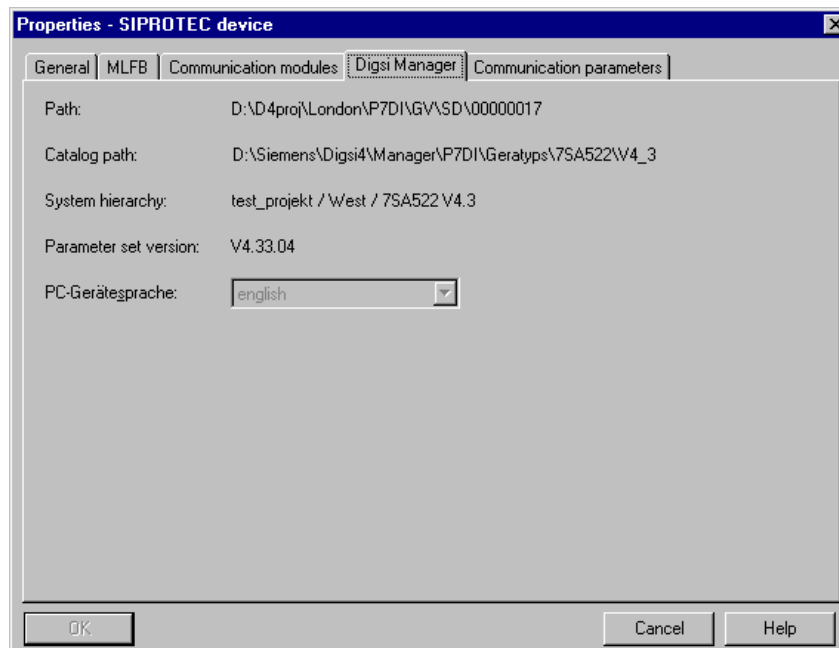 Properties - SIPROTEC device
General MLFB Communication modules Digsi Manager Communication parameters
Path: D:\D4proj\London\P7DI\GV\SD\00000017
Catalog path: D:\Siemens\Digsi4\Manager\P7DI\Geratyps\7SA522\V4_3
System hierarchy: test_projekt / West / 7SA522 V4.3
Parameter set version: V4.33.04
PC-Gerätesprache: english
OK Cancel Help